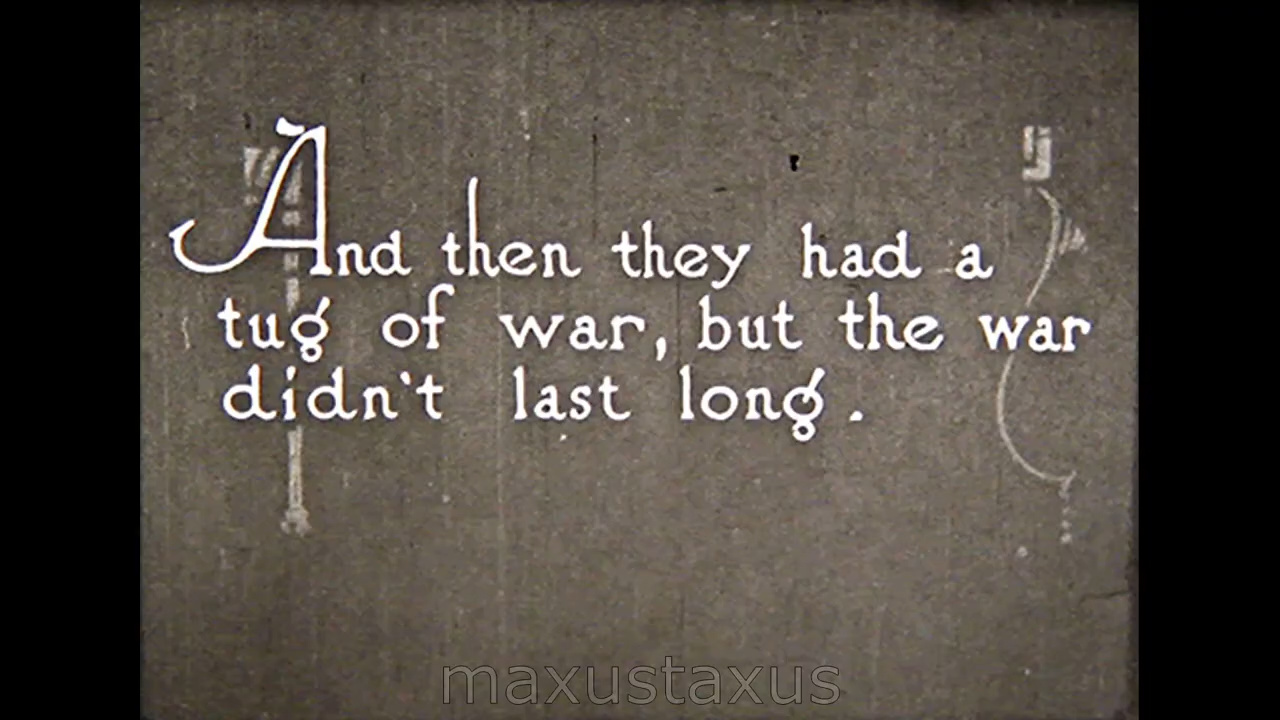 And then they had a
tug of war, but the war
didn't last long.
maxustaxus